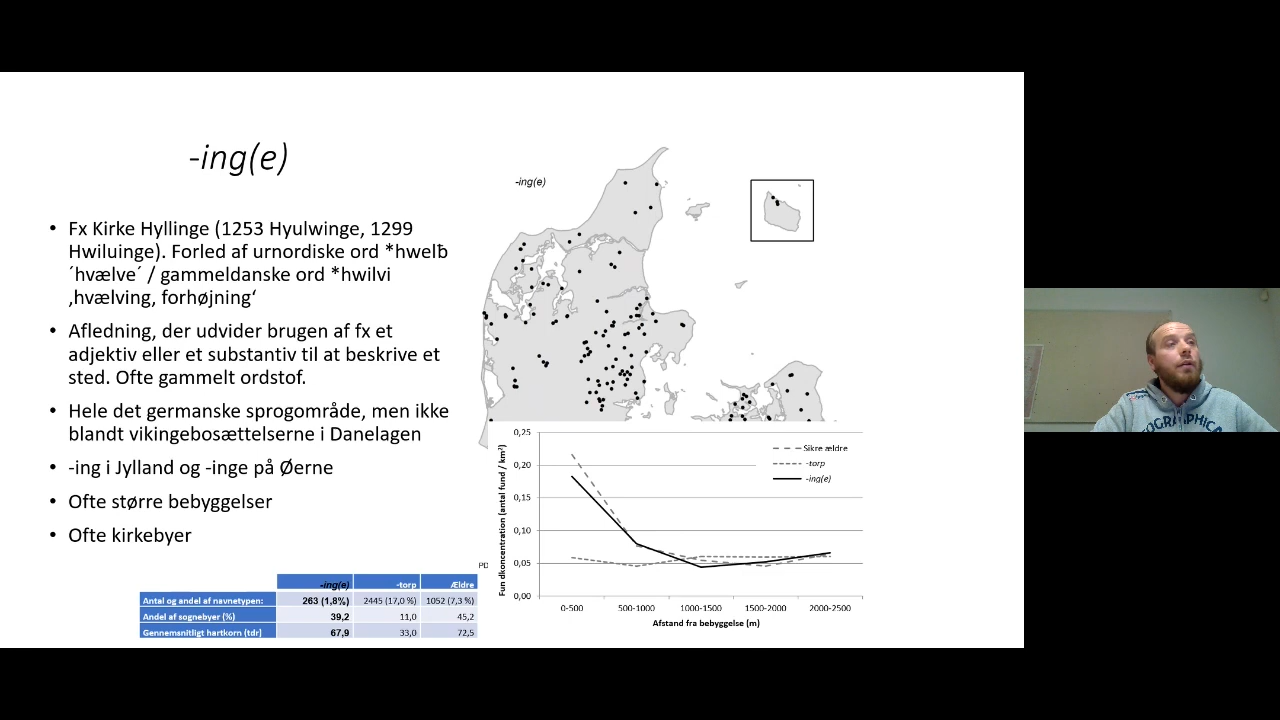 -ing(e)
• Fx Kirke Hyllinge (1253 Hyulwinge, 1299
Hwiluinge). Forled af urnordiske ord *hwelƀ
´hvælve´ / gammeldanske ord *hwilvi
‚hvælving, forhøjning‘
• Afledning, der udvider brugen af fx et
adjektiv eller et substantiv til at beskrive et
sted. Ofte gammelt ordstof.
• Hele det germanske sprogområde, men ikke
blandt vikingebosættelserne i Danelagen
• -ing i Jylland og -inge på Øerne
• Ofte større bebyggelser
• Ofte kirkebyer
-ing(e) -torp Ældre
Antal og andel af navnetypen: 263 (1,8%) 2445 (17,0 %) 1052 (7,3 %)
Andel af sognebyer (%) 39,2 11,0 45,2
Gennemsnitligt hartkorn (tdr) 67,9 33,0 72,5
-ing(e)
PD
Fun dkoncentration (antal fund / km²)
0,25
0,20
0,15
0,10
0,05
0,00
Sikre ældre
-torp
-ing(e)
0-500 500-1000 1000-1500 1500-2000 2000-2500
Afstand fra bebyggelse (m)